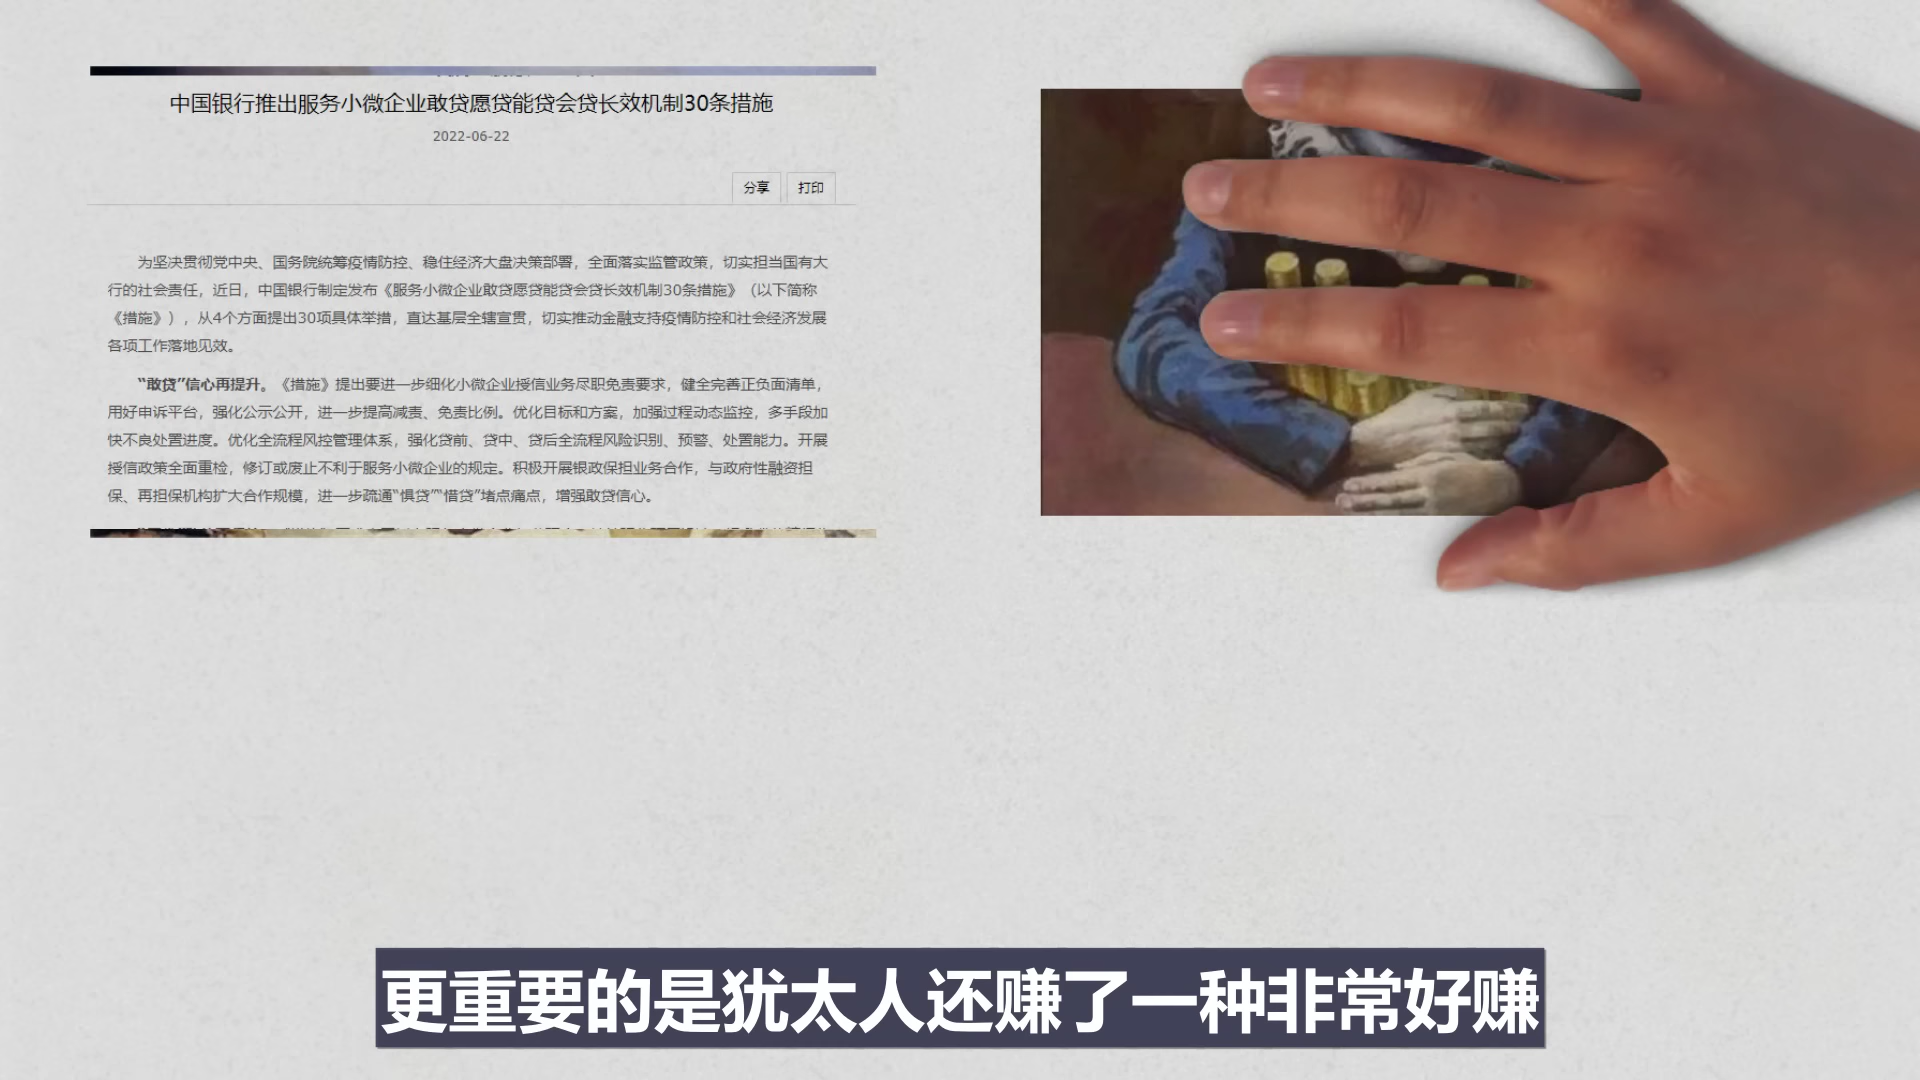 中国银行推出服务小微企业敢贷愿贷能贷会贷长效机制30条措施
2022-06-22
分享 打印
为坚决贯彻党中央、国务院统筹疫情防控、稳住经济大盘决策部署，全面落实监管政策，切实担当国有大
行的社会责任，近日，中国银行制定发布《服务小微企业敢贷愿贷能贷会贷长效机制30条措施》（以下简称
《措施》），从4个方面提出30项具体举措，直达基层全辖宣贯，切实推动金融支持疫情防控和社会经济发展
各项工作落地见效。
“敢贷”信心再提升。《措施》提出要进一步细化小微企业授信业务尽职免责要求，健全完善正负面清单，
用好申诉平台，强化公示公开，进一步提高减责、免责比例。优化目标和方案，加强过程动态监控，多手段加
快不良处置进度。优化全流程风控管理体系，强化贷前、贷中、贷后全流程风险识别、预警、处置能力。开展
授信政策全面重检，修订或废止不利于服务小微企业的规定。积极开展银政保担业务合作，与政府性融资担
保、再担保机构扩大合作规模，进一步疏通“惧贷”“惜贷”堵点痛点，增强敢贷信心。
更重要的是犹太人还赚了一种非常好赚